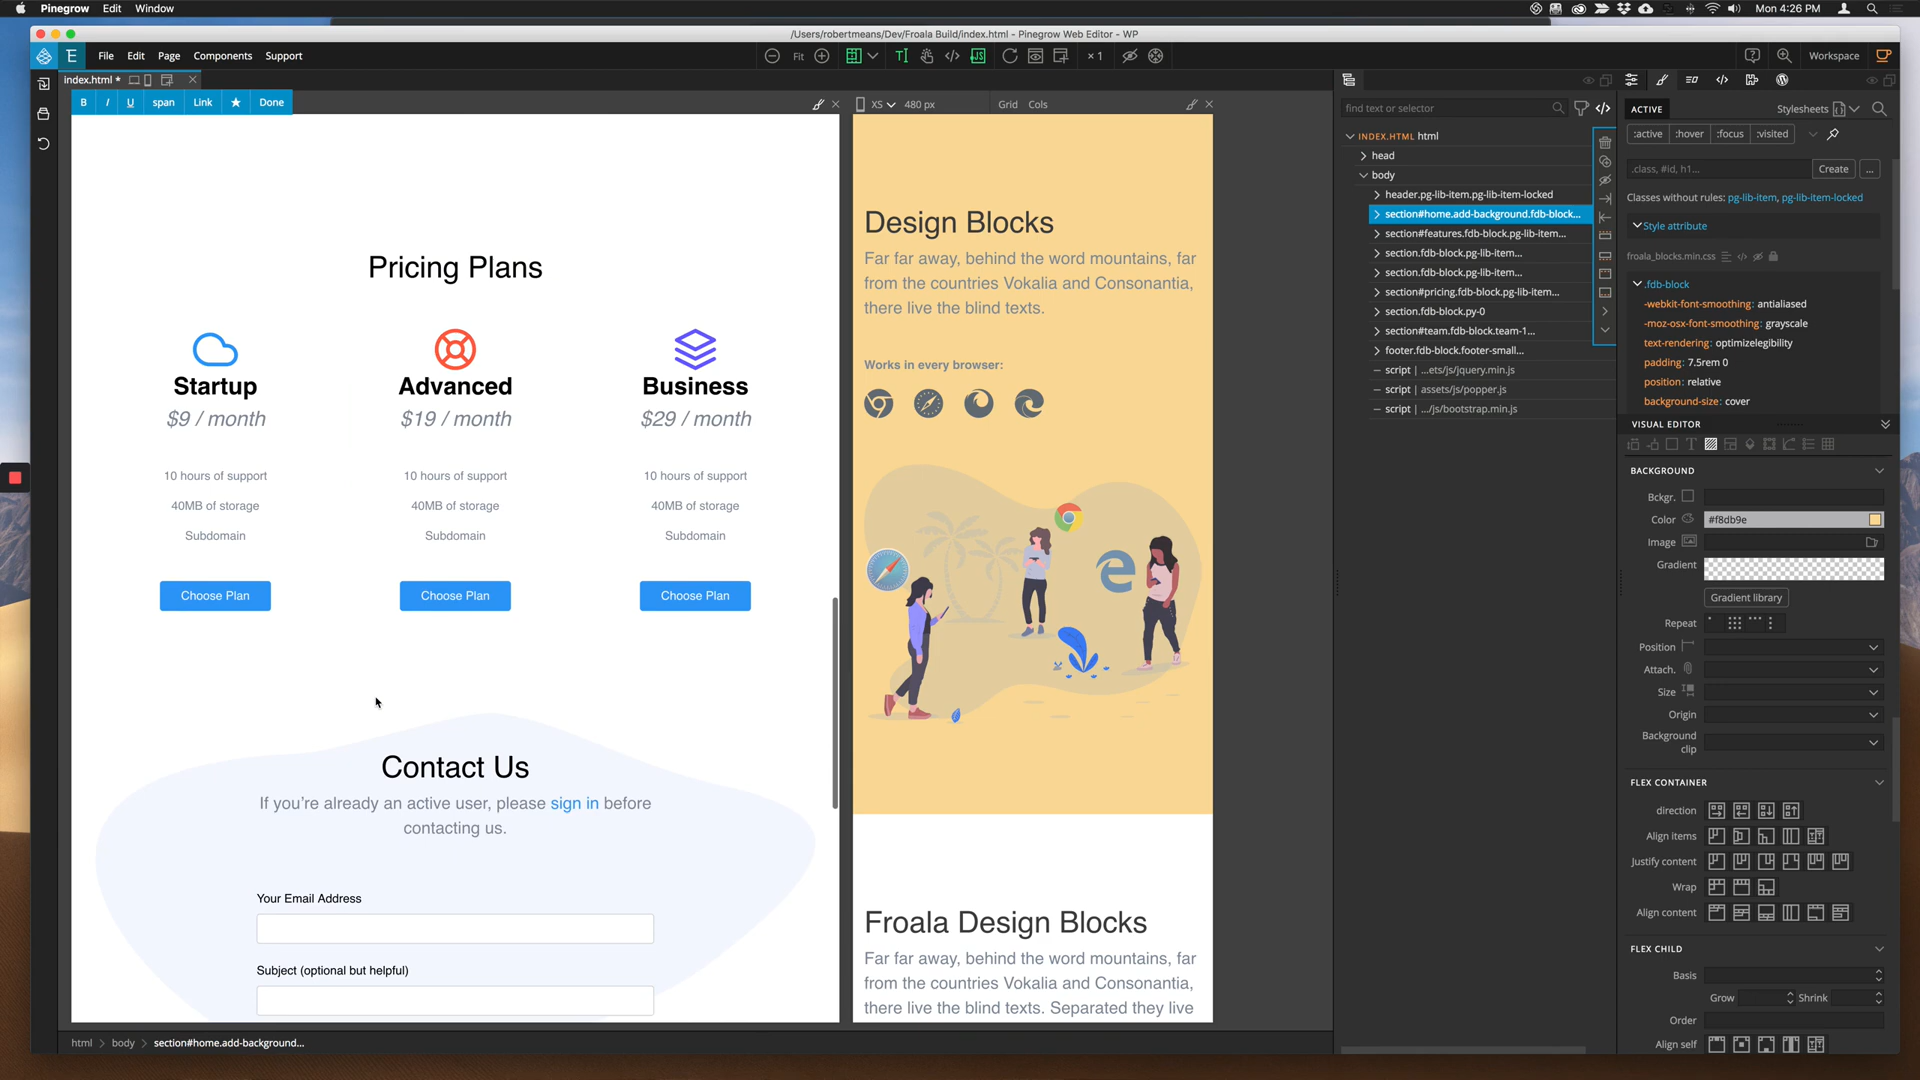 Pinegrow Edit Window
Mon 4:26 PM
/Users/robertmeans/Dev/Froala Build/index.html - Pinegrow Web Editor - WP
File Edit Page Components Support
Fit
× 1
Workspace
index.html *
B I U span Link Done
XS 480 px Grid Cols
Pricing Plans
Startup
$9 / month
10 hours of support
40MB of storage
Subdomain
Choose Plan
Advanced
$19 / month
10 hours of support
40MB of storage
Subdomain
Choose Plan
Business
$29 / month
10 hours of support
40MB of storage
Subdomain
Choose Plan
Contact Us
If you're already an active user, please sign in before
contacting us.
Your Email Address
Subject (optional but helpful)
Design Blocks
Far far away, behind the word mountains, far
from the countries Vokalia and Consonantia,
there live the blind texts.
Works in every browser:
Froala Design Blocks
Far far away, behind the word mountains, far
from the countries Vokalia and Consonantia,
there live the blind texts. Separated they live
find text or selector
INDEX.HTML html
head
body
header.pg-lib-item.pg-lib-item-locked
section#home.add-background.fdb-block...
section#features.fdb-block.pg-lib-item...
section.fdb-block.pg-lib-item...
section.fdb-block.pg-lib-item...
section#pricing.fdb-block.pg-lib-item...
section.fdb-block.py-0
section#team.fdb-block.team-1...
footer.fdb-block.footer-small...
script | ...ets/js/jquery.min.js
script | assets/js/popper.js
script | .../js/bootstrap.min.js
ACTIVE Stylesheets
:active :hover :focus :visited
.class, #id, h1... Create ...
Classes without rules: pg-lib-item, pg-lib-item-locked
Style attribute
froala_blocks.min.css
.fdb-block
-webkit-font-smoothing: antialiased
-moz-osx-font-smoothing: grayscale
text-rendering: optimizelegibility
padding: 7.5rem 0
position: relative
background-size: cover
VISUAL EDITOR
BACKGROUND
Bckgr.
Color #f8db9e
Image
Gradient
Gradient library
Repeat
Position
Attach.
Size
Origin
Background
clip
FLEX CONTAINER
direction
Align items
Justify content
Wrap
Align content
FLEX CHILD
Basis
Grow Shrink
Order
Align self
html > body > section#home.add-background...